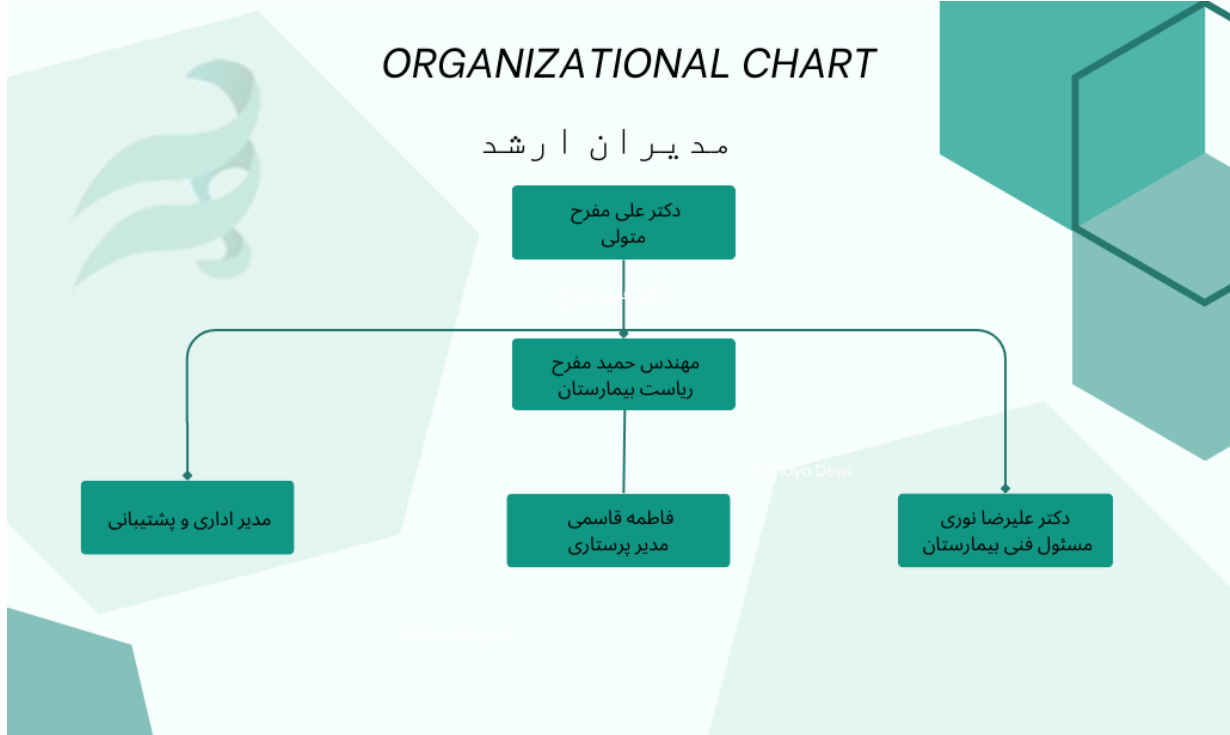 ORGANIZATIONAL CHART
مدیران ارشد
دکتر علی مفرح
متولی
مهندس حمید مفرح
ریاست بیمارستان
Dewi
مدیر اداری و پشتیبانی
فاطمه قاسمی
مدیر پرستاری
دکتر علیرضا نوری
مسئول فنی بیمارستان